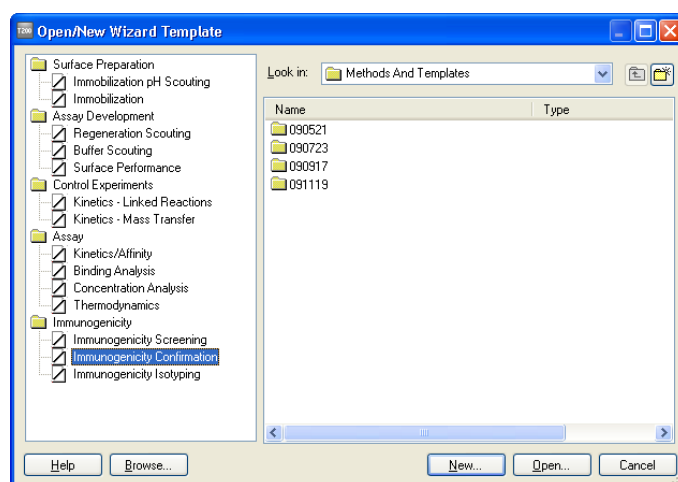 T200 Open/New Wizard Template
Surface Preparation
Immobilization pH Scouting
Immobilization
Assay Development
Regeneration Scouting
Buffer Scouting
Surface Performance
Control Experiments
Kinetics - Linked Reactions
Kinetics - Mass Transfer
Assay
Kinetics/Affinity
Binding Analysis
Concentration Analysis
Thermodynamics
Immunogenicity
Immunogenicity Screening
Immunogenicity Confirmation
Immunogenicity Isotyping
Look in: Methods And Templates
Name Type
090521
090723
090917
091119
Help Browse... New... Open... Cancel